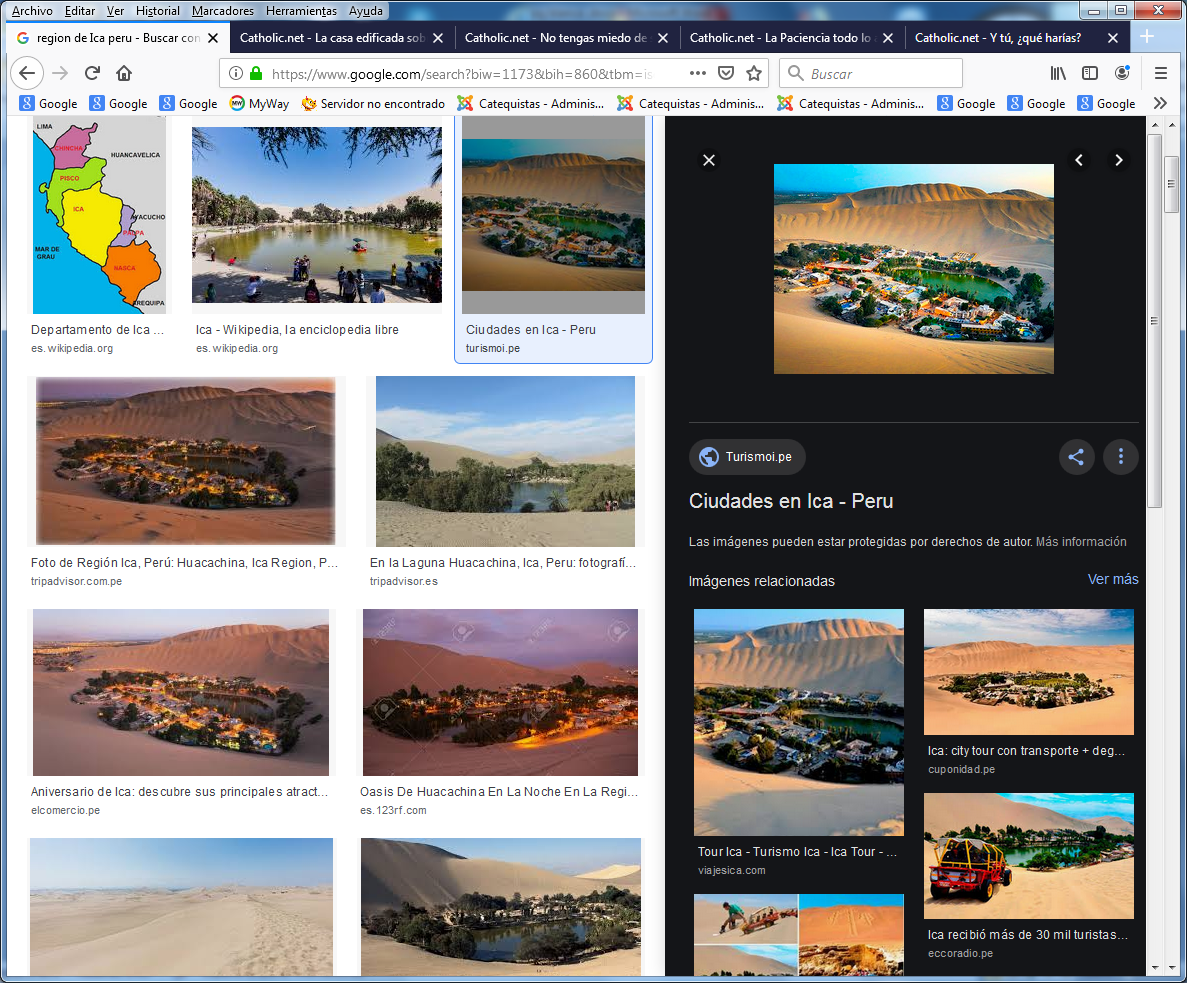 Archivo Editar Ver Historial Marcadores Herramientas Ayuda
region de Ica peru - Buscar con
Catholic.net - La casa edificada sob
Catholic.net - No tengas miedo de
Catholic.net - La Paciencia todo lo a
Catholic.net - Y tú, ¿qué harías?
https://www.google.com/search?biw=1173&bih=860&tbm=is
Buscar
Google Google Google MyWay Servidor no encontrado Catequistas - Adminis... Catequistas - Adminis... Catequistas - Adminis... Google Google Google
LIMA
CHINCHA
HUANCAVELICA
PISCO
ICA
AYACUCHO
PALPA
MAR DE
GRAU
NASCA
AREQUIPA
Departamento de Ica ...
es.wikipedia.org
Ica - Wikipedia, la enciclopedia libre
es.wikipedia.org
Ciudades en Ica - Peru
turismoi.pe
Foto de Región Ica, Perú: Huacachina, Ica Region, P...
tripadvisor.com.pe
En la Laguna Huacachina, Ica, Peru: fotografí...
tripadvisor.es
Aniversario de Ica: descubre sus principales atract...
elcomercio.pe
123RF
123RF
Oasis De Huacachina En La Noche En La Regi...
es.123rf.com
Turismoi.pe
Ciudades en Ica - Peru
Las imágenes pueden estar protegidas por derechos de autor. Más información
Imágenes relacionadas
Ver más
Tour Ica - Turismo Ica - Ica Tour - ...
viajesica.com
Ica: city tour con transporte + deg...
cuponidad.pe
Ica recibió más de 30 mil turistas...
eccoradio.pe